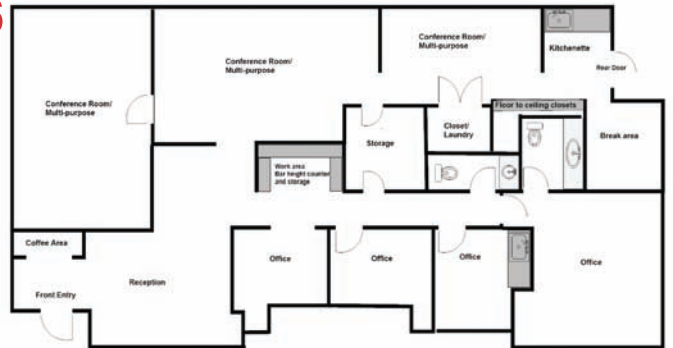 Conference Room/
Multi-purpose
Kitchenette
Conference Room/
Multi-purpose
Rear Door
Conference Room/
Multi-purpose
Floor to ceiling closets
Closet/
Laundry
Break area
Storage
Work area
Bar height counter
and storage
Coffee Area
Office
Office
Office
Office
Reception
Front Entry